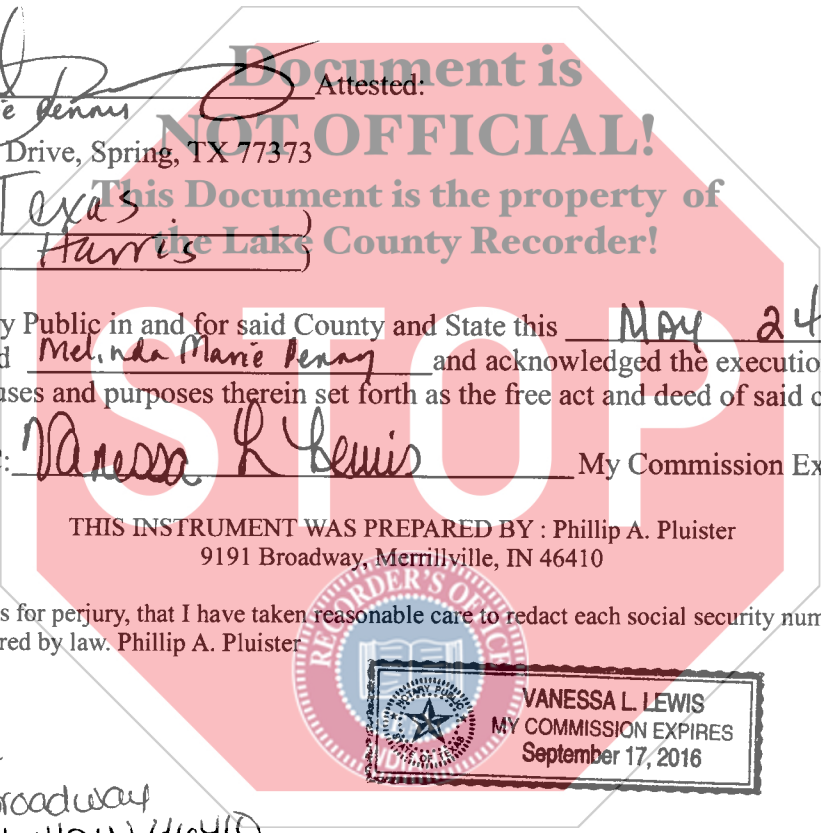 Document is
Attested:
NOT OFFICIAL!
Drive, Spring, TX 77373
This Document is the property of
Texas )
the Lake County Recorder!
Harris )
y Public in and for said County and State this May 24
d Melinda Marie Penny and acknowledged the executio
uses and purposes therein set forth as the free act and deed of said c
: Vanessa L Lewis My Commission Ex
STOP
THIS INSTRUMENT WAS PREPARED BY : Phillip A. Pluister
9191 Broadway, Merrillville, IN 46410
s for perjury, that I have taken reasonable care to redact each social security num
red by law. Phillip A. Pluister
RECORDER'S OFFICE
NOTARY PUBLIC
STATE OF TEXAS
VANESSA L. LEWIS
MY COMMISSION EXPIRES
September 17, 2016
roadway